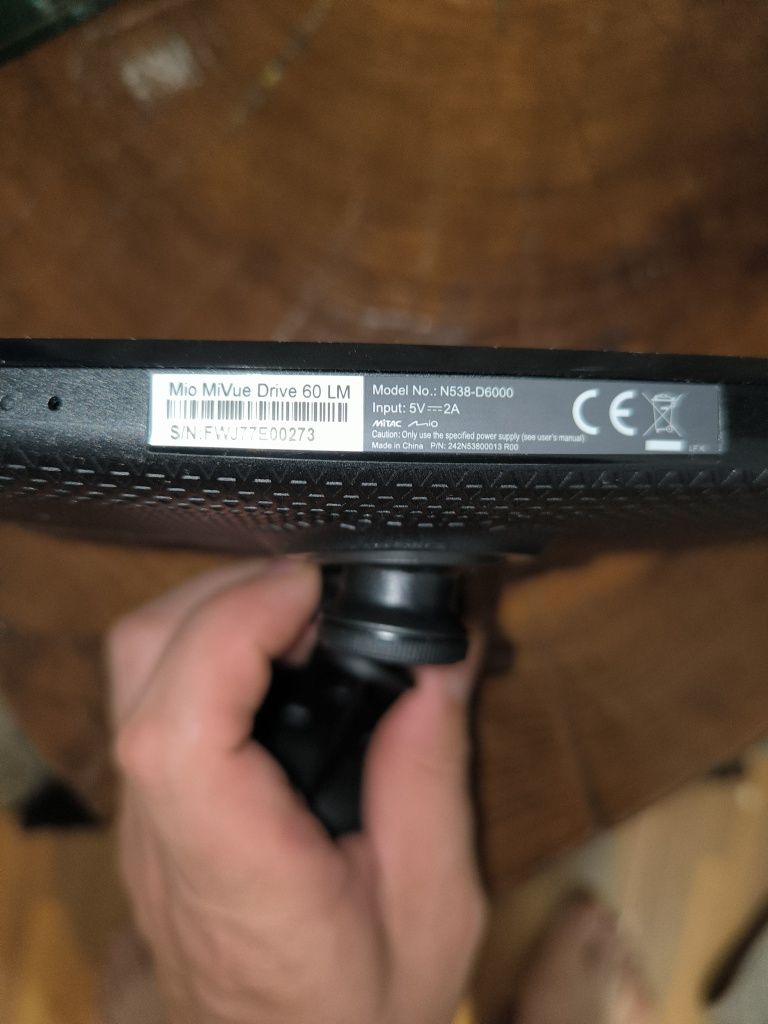 Mio MiVue Drive 60 LM
S/N:FWJ77E00273
Model No.: N538-D6000
Input: 5V⎓2A
MiTAC Mio
Caution: Only use the specified power supply (see user's manual)
Made in China P/N: 242N53800013 R00
CE